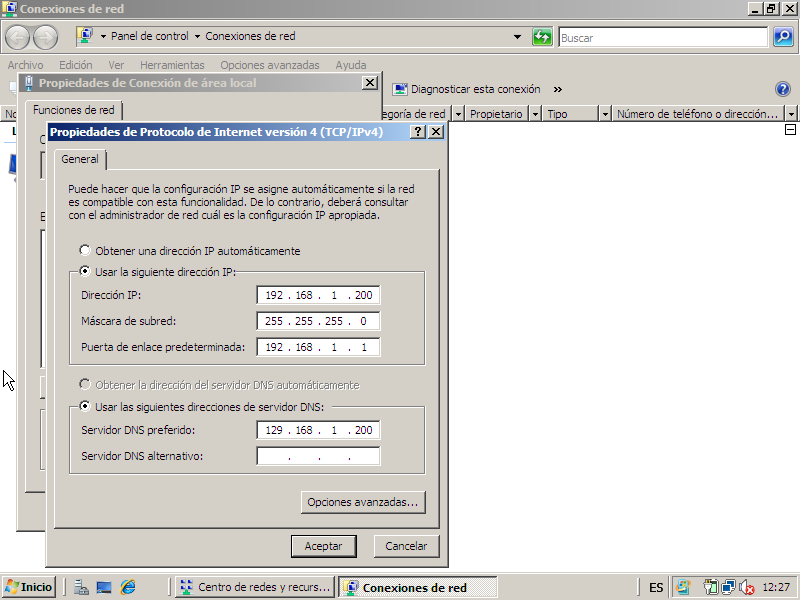 Conexiones de red
Panel de control
Conexiones de red
Buscar
Archivo Edición Ver Herramientas Opciones avanzadas Ayuda
Propiedades de Conexión de área local
Diagnosticar esta conexión »
Funciones de red
egoría de red Propietario Tipo Número de teléfono o dirección...
Propiedades de Protocolo de Internet versión 4 (TCP/IPv4)
General
Puede hacer que la configuración IP se asigne automáticamente si la red
es compatible con esta funcionalidad. De lo contrario, deberá consultar
con el administrador de red cuál es la configuración IP apropiada.
Obtener una dirección IP automáticamente
Usar la siguiente dirección IP:
Dirección IP: 192 . 168 . 1 . 200
Máscara de subred: 255 . 255 . 255 . 0
Puerta de enlace predeterminada: 192 . 168 . 1 . 1
Obtener la dirección del servidor DNS automáticamente
Usar las siguientes direcciones de servidor DNS:
Servidor DNS preferido: 129 . 168 . 1 . 200
Servidor DNS alternativo: . . .
Opciones avanzadas...
Aceptar Cancelar
Inicio Centro de redes y recurs... Conexiones de red ES 12:27